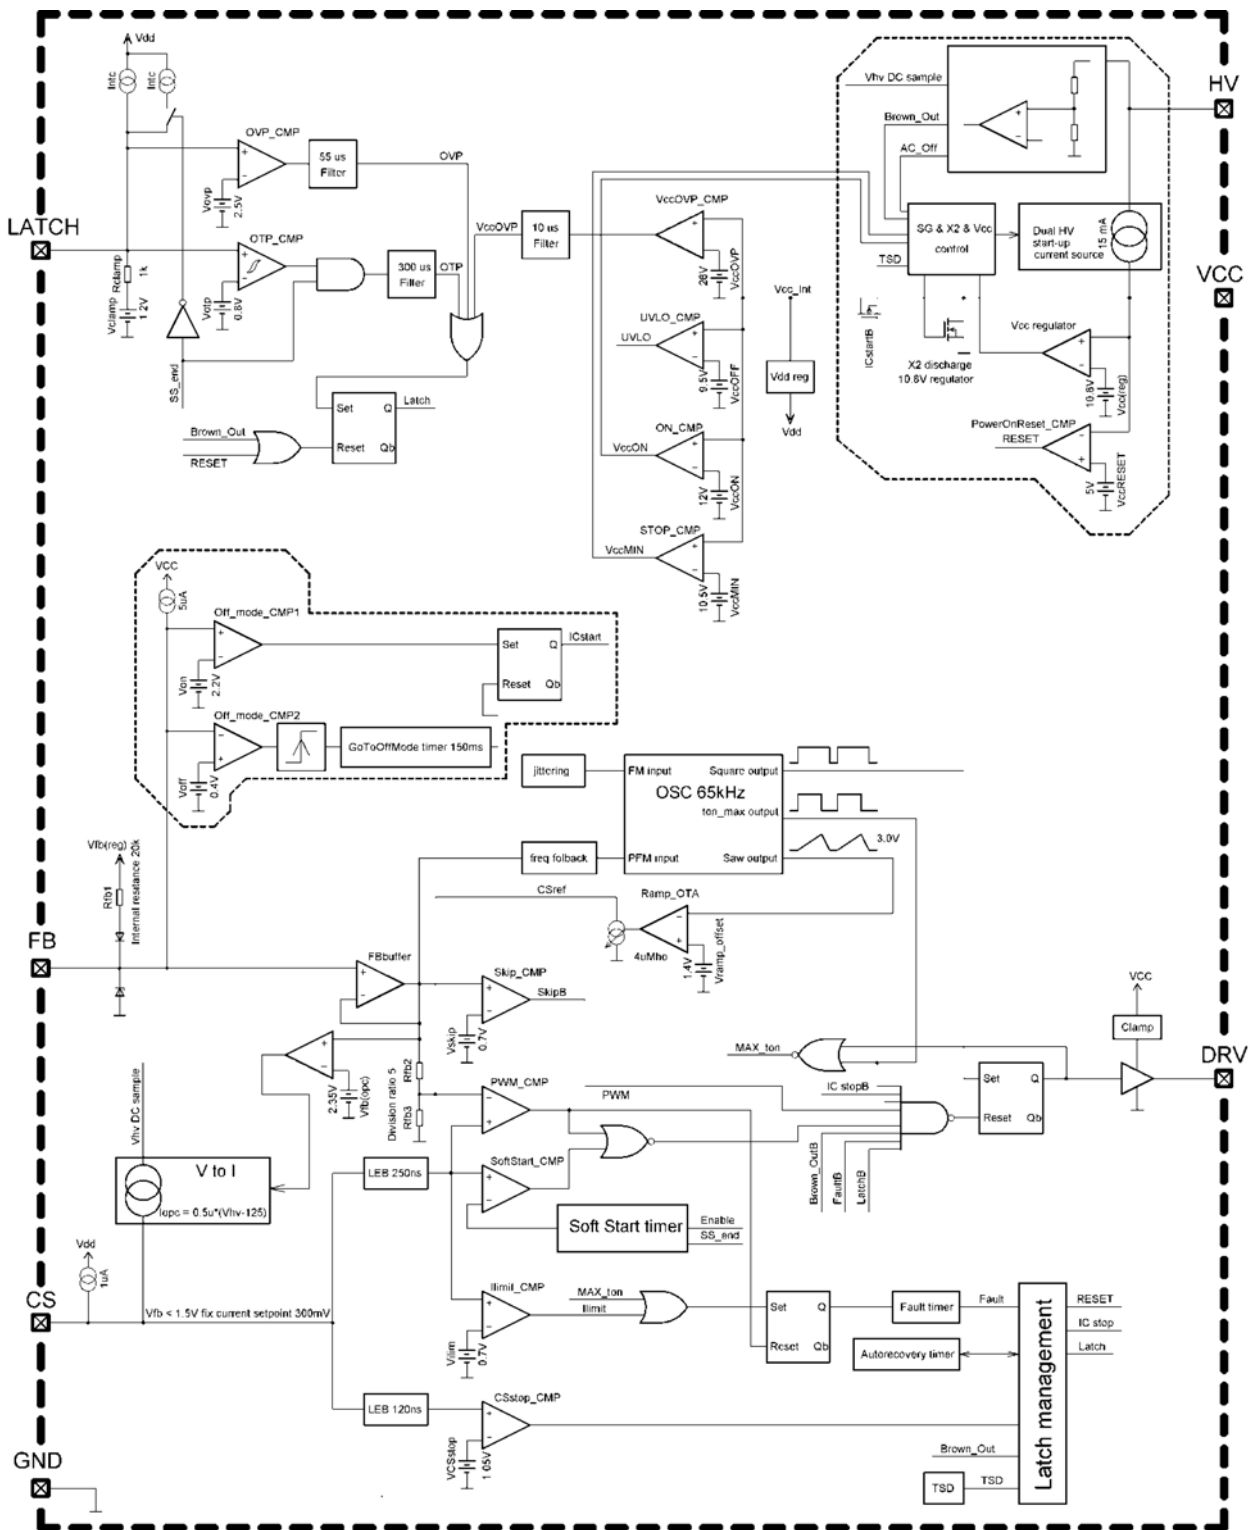 Vdd
Intc
Intc
OVP_CMP
55 us
Filter
OVP
Vovp
2.5V
LATCH
Rclamp
1k
Vclamp
1.2V
OTP_CMP
Votp
0.8V
300 us
Filler
OTP
SS_end
Brown_Out
RESET
Set
Q
Reset
Qb
Latch
VccOVP
10 us
Filter
VccOVP_CMP
26V
VccOVP
UVLO_CMP
UVLO
9.5V
VccOFF
ON_CMP
VccON
12V
VccON
STOP_CMP
VccMIN
10.5V
VccMIN
Vcc_Int
Vdd reg
Vdd
Vhv DC sample
Brown_Out
AC_Off
SG & X2 & Vcc
control
TSD
Dual HV
start-up
current source
15 mA
ICstartB
X2 discharge
10.8V regulator
Vcc regulator
10.8V
Vcc(reg)
PowerOnReset_CMP
RESET
5V
VccRESET
HV
VCC
VCC
5uA
Off_mode_CMP1
Von
2.2V
Set
Q
Reset
Qb
ICstart
Off_mode_CMP2
Voff
0.4V
GoToOffMode timer 150ms
jittering
FM input
Square output
OSC 65kHz
ton_max output
freq folback
PFM input
Saw output
3.0V
CSref
Ramp_OTA
4uMho
1.4V
Vramp_offset
Vfb(reg)
Rfb1
Internal resitance 20k
FB
FBbuffer
Skip_CMP
SkipB
Vskip
0.7V
2.35V
Vfb(opc)
Division ratio 5
Rfb2
Rfb3
PWM_CMP
PWM
MAX_ton
IC stopB
Brown_OutB
FaultB
LatchB
Set
Q
Reset
Qb
VCC
Clamp
DRV
Vhv DC sample
V to I
Iopc = 0.5u*(Vhv-125)
LEB 250ns
SoftStart_CMP
Soft Start timer
Enable
SS_end
Vdd
1uA
CS
Vfb < 1.5V fix current setpoint 300mV
Ilimit_CMP
Vilim
0.7V
MAX_ton
Ilimit
Set
Q
Reset
Qb
Fault timer
Fault
Autorecovery timer
Latch management
RESET
IC stop
Latch
LEB 120ns
CSstop_CMP
VCSstop
1.05V
Brown_Out
TSD
TSD
GND